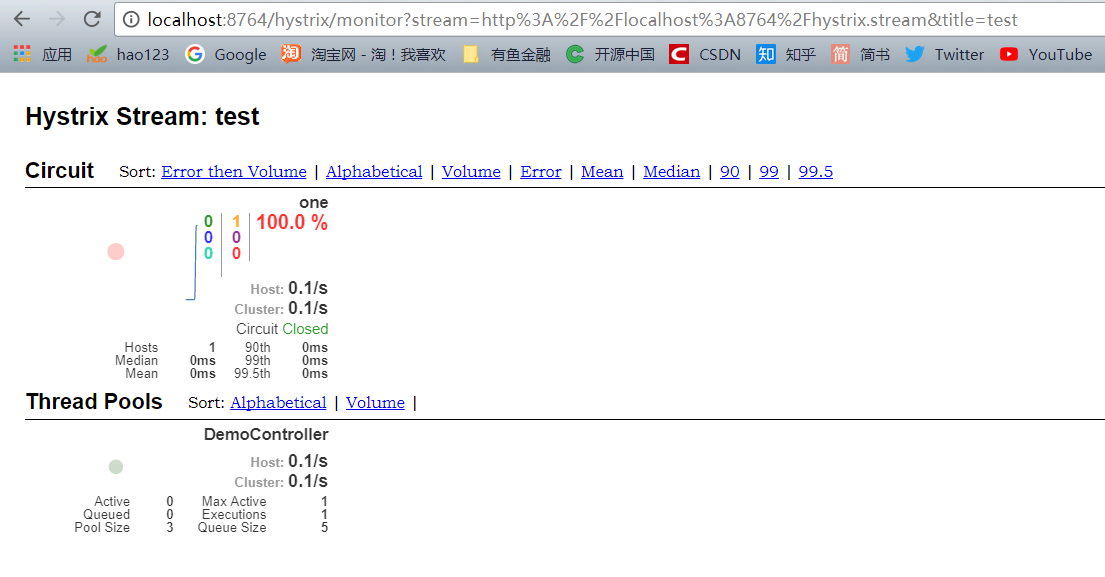 localhost:8764/hystrix/monitor?stream=http%3A%2F%2Flocalhost%3A8764%2Fhystrix.stream&title=test
应用 hao123 Google 淘宝网 - 淘！我喜欢 有鱼金融 开源中国 CSDN 知乎 简书 Twitter YouTube
Hystrix Stream: test
Circuit Sort: Error then Volume | Alphabetical | Volume | Error | Mean | Median | 90 | 99 | 99.5
one
0 1 100.0 %
0 0
0 0
Host: 0.1/s
Cluster: 0.1/s
Circuit Closed
Hosts 1 90th 0ms
Median 0ms 99th 0ms
Mean 0ms 99.5th 0ms
Thread Pools Sort: Alphabetical | Volume |
DemoController
Host: 0.1/s
Cluster: 0.1/s
Active 0 Max Active 1
Queued 0 Executions 1
Pool Size 3 Queue Size 5